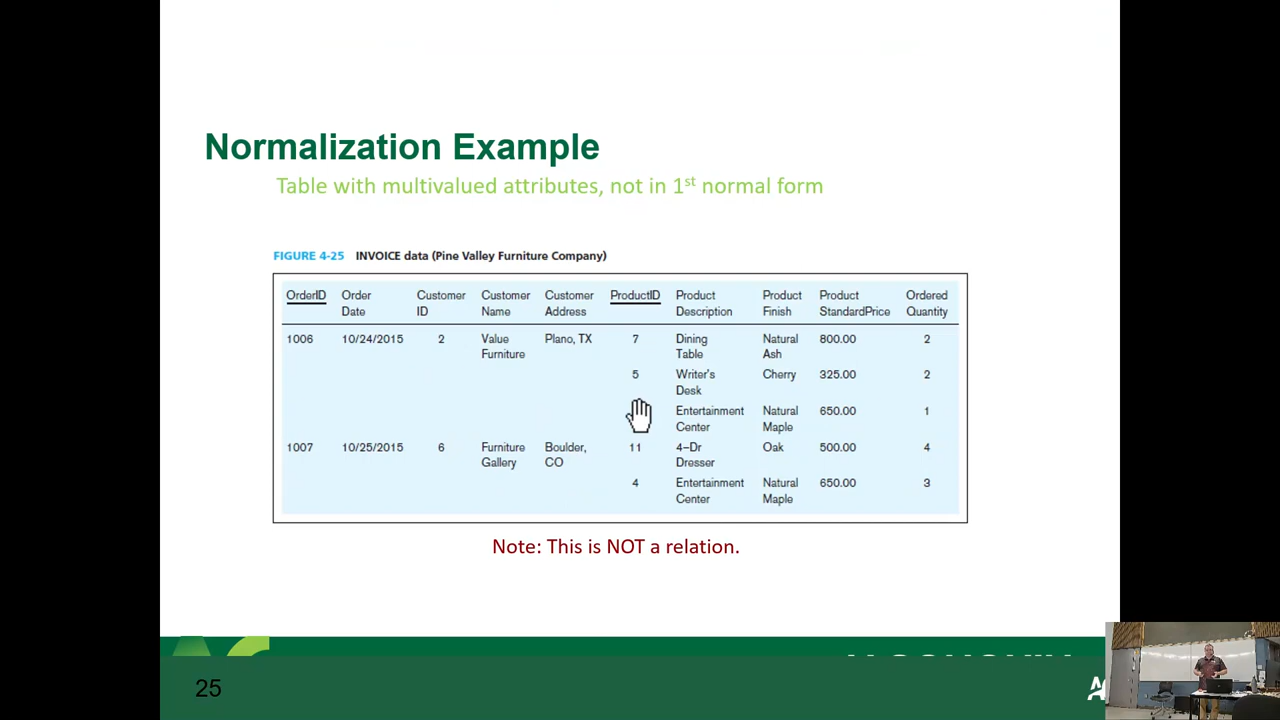 Normalization Example
Table with multivalued attributes, not in 1st normal form
FIGURE 4-25 INVOICE data (Pine Valley Furniture Company)
OrderID Order Date Customer ID Customer Name Customer Address ProductID Product Description Product Finish Product StandardPrice Ordered Quantity
1006 10/24/2015 2 Value Furniture Plano, TX 7 Dining Table Natural Ash 800.00 2
5 Writer's Desk Cherry 325.00 2
Entertainment Center Natural Maple 650.00 1
1007 10/25/2015 6 Furniture Gallery Boulder, CO 11 4–Dr Dresser Oak 500.00 4
4 Entertainment Center Natural Maple 650.00 3
Note: This is NOT a relation.
25